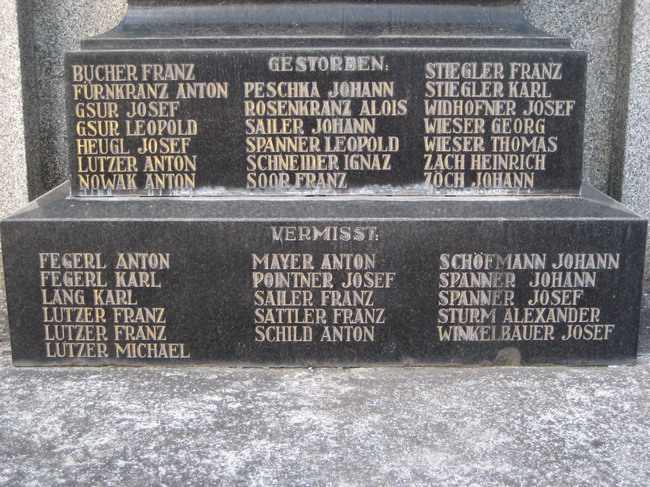 GESTORBEN:
BUCHER FRANZ
FÜRNKRANZ ANTON
GSUR JOSEF
GSUR LEOPOLD
HEUGL JOSEF
LUTZER ANTON
NOWAK ANTON
PESCHKA JOHANN
ROSENKRANZ ALOIS
SAILER JOHANN
SPANNER LEOPOLD
SCHNEIDER IGNAZ
SOOR FRANZ
STIEGLER FRANZ
STIEGLER KARL
WIDHOFNER JOSEF
WIESER GEORG
WIESER THOMAS
ZACH HEINRICH
ZÖCH JOHANN
VERMISST:
FEGERL ANTON
FEGERL KARL
LANG KARL
LUTZER FRANZ
LUTZER FRANZ
LUTZER MICHAEL
MAYER ANTON
POINTNER JOSEF
SAILER FRANZ
SATTLER FRANZ
SCHILD ANTON
SCHÖFMANN JOHANN
SPANNER JOHANN
SPANNER JOSEF
STURM ALEXANDER
WINKELBAUER JOSEF